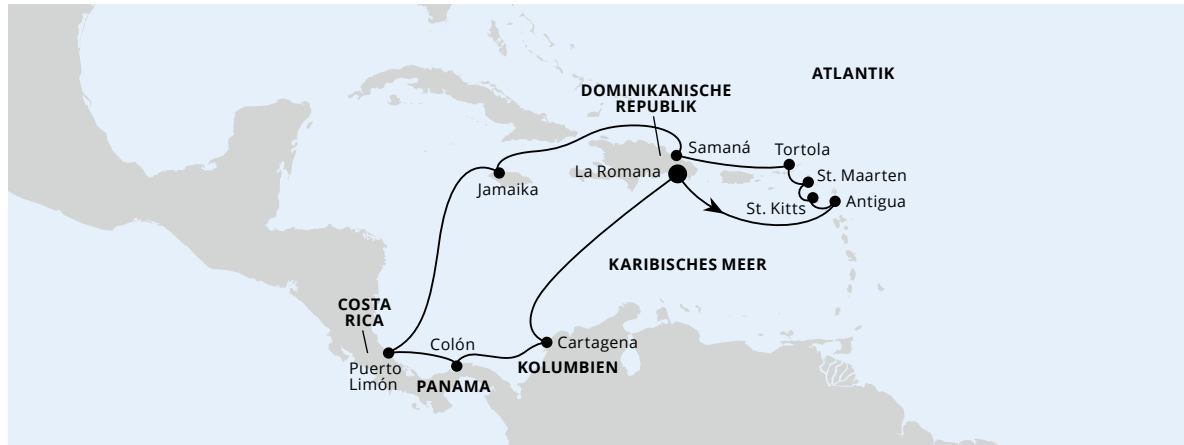 ATLANTIK
DOMINIKANISCHE
REPUBLIK
Samaná
Tortola
La Romana
St. Maarten
Jamaika
St. Kitts
Antigua
KARIBISCHES MEER
COSTA
RICA
Colón
Cartagena
Puerto
Limón
KOLUMBIEN
PANAMA